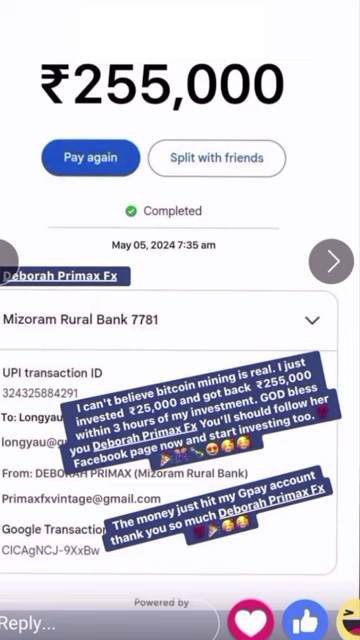 ₹255,000
Pay again
Split with friends
Completed
May 05, 2024 7:35 am
Deborah Primax Fx
Mizoram Rural Bank 7781
UPI transaction ID
324325884291
I can't believe bitcoin mining is real. I just
invested ₹25,000 and got back ₹255,000
within 3 hours of my investment. GOD bless
you Deborah Primax Fx You'll should follow her
Facebook page now and start investing too.
To: Longyau
longyau@
From: DEBORAH PRIMAX (Mizoram Rural Bank)
Primaxfxvintage@gmail.com
The money just hit my Gpay account
thank you so much Deborah Primax Fx
Google Transaction
CICAgNCJ-9XxBw
Powered by
Reply...